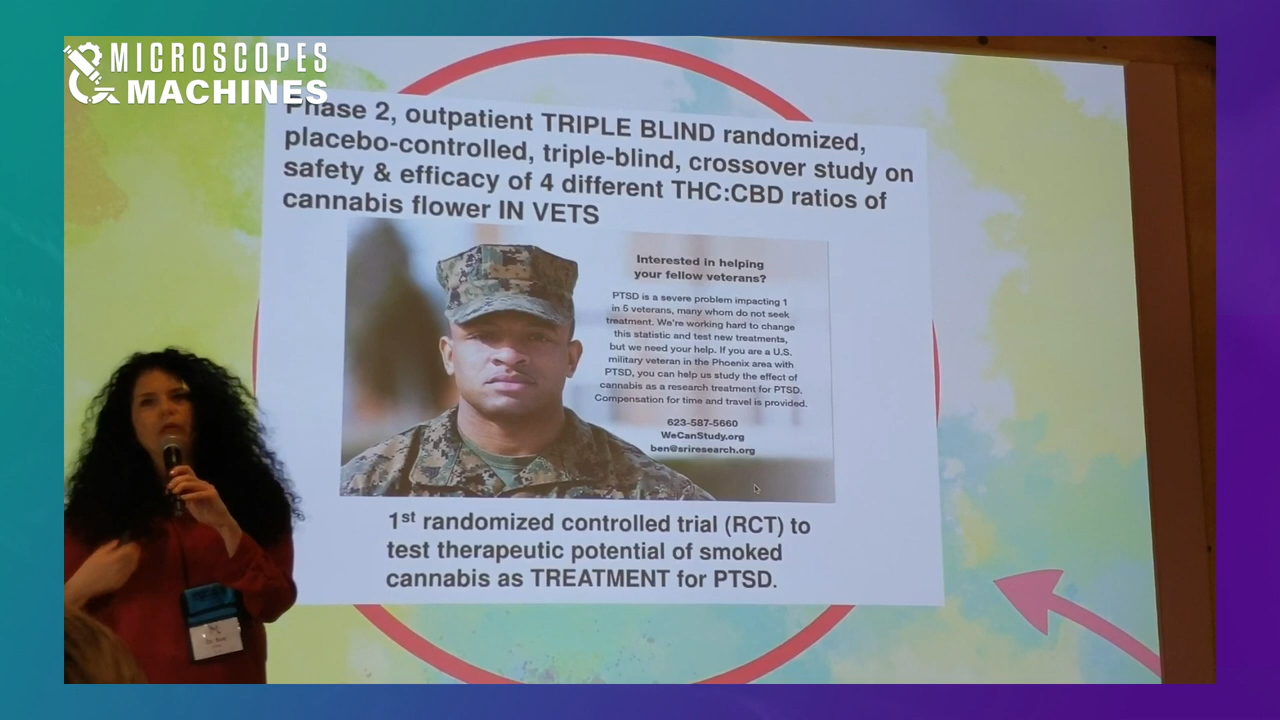 MICROSCOPES
& MACHINES
Phase 2, outpatient TRIPLE BLIND randomized,
placebo-controlled, triple-blind, crossover study on
safety & efficacy of 4 different THC:CBD ratios of
cannabis flower IN VETS
Interested in helping
your fellow veterans?
PTSD is a severe problem impacting 1
in 5 veterans, many whom do not seek
treatment. We're working hard to change
this statistic and test new treatments,
but we need your help. If you are a U.S.
military veteran in the Phoenix area with
PTSD, you can help us study the effect of
cannabis as a research treatment for PTSD.
Compensation for time and travel is provided.
623-587-5660
WeCanStudy.org
ben@sriresearch.org
1st randomized controlled trial (RCT) to
test therapeutic potential of smoked
cannabis as TREATMENT for PTSD.
Dr. Sue